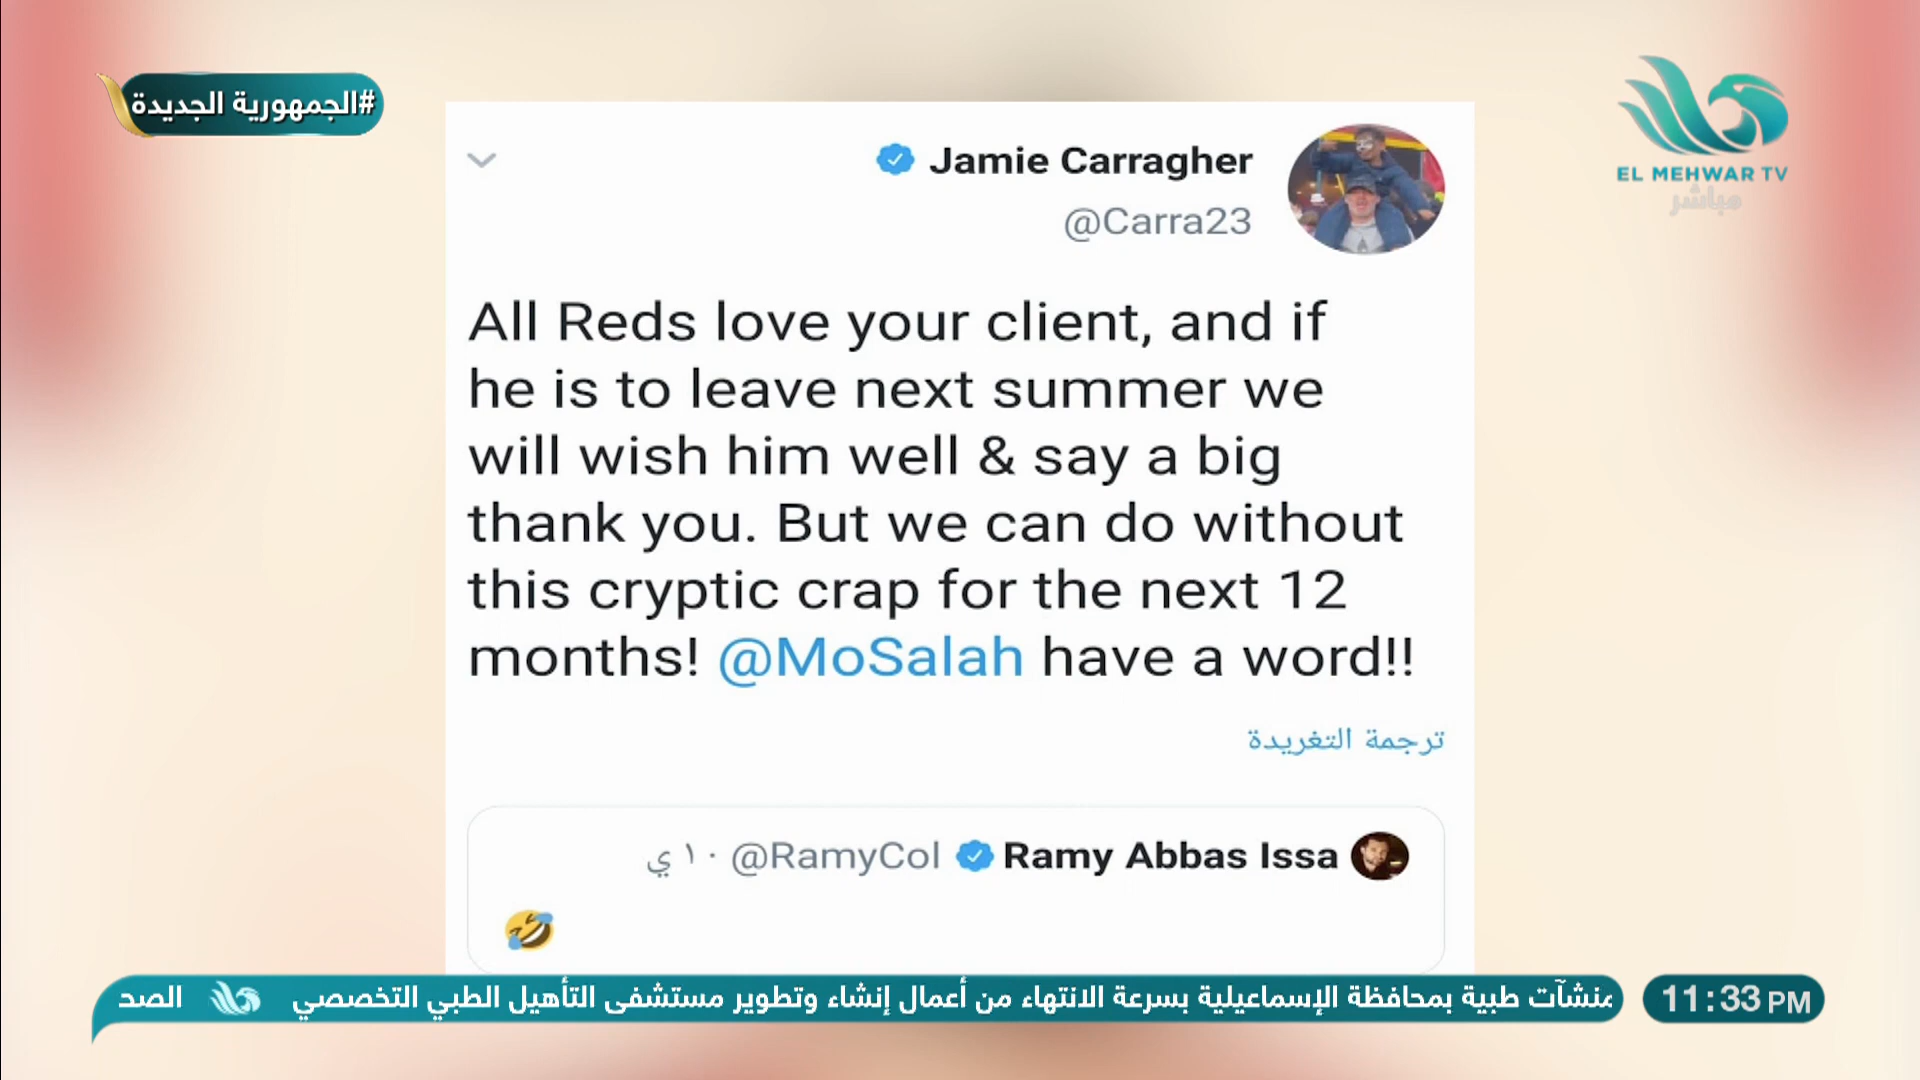 #الجمهورية الجديدة
EL MEHWAR TV
مباشر
Jamie Carragher
@Carra23
All Reds love your client, and if
he is to leave next summer we
will wish him well & say a big
thank you. But we can do without
this cryptic crap for the next 12
months! @MoSalah have a word!!
ترجمة التغريدة
Ramy Abbas Issa @RamyCol · ١٠ ي
🤣
منشآت طبية بمحافظة الإسماعيلية بسرعة الانتهاء من أعمال إنشاء وتطوير مستشفى التأهيل الطبي التخصصي الصد
11:33 PM